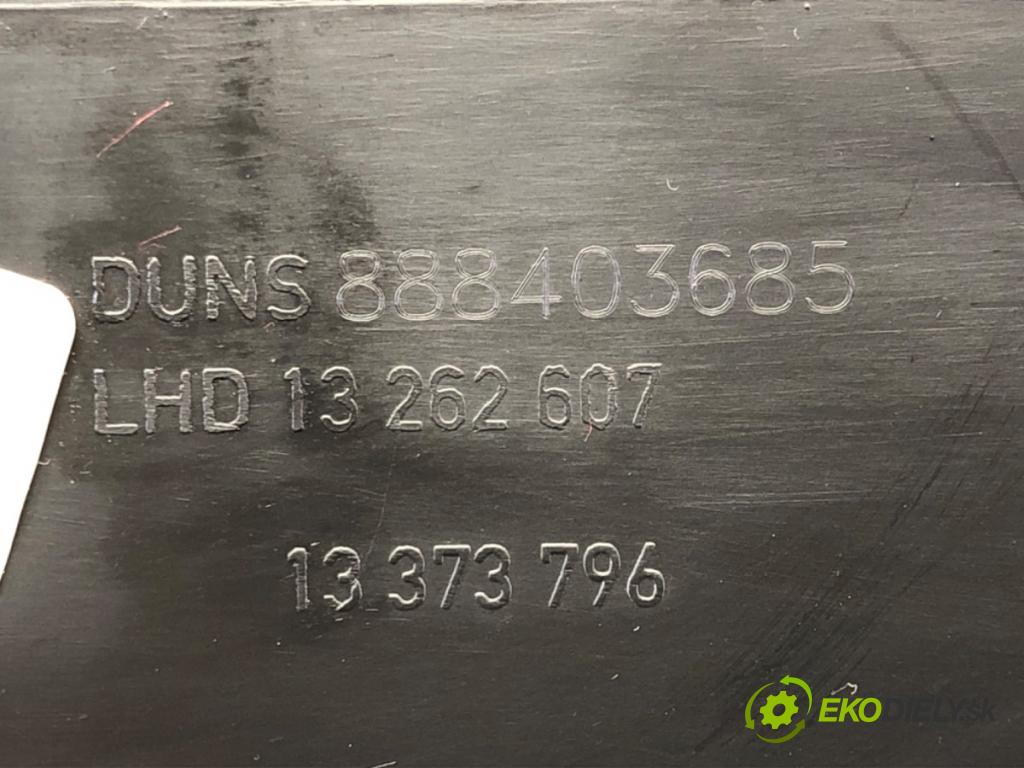 DUNS 888403685
LHD 13 262 607
13 373 796
EKODIELY.SK